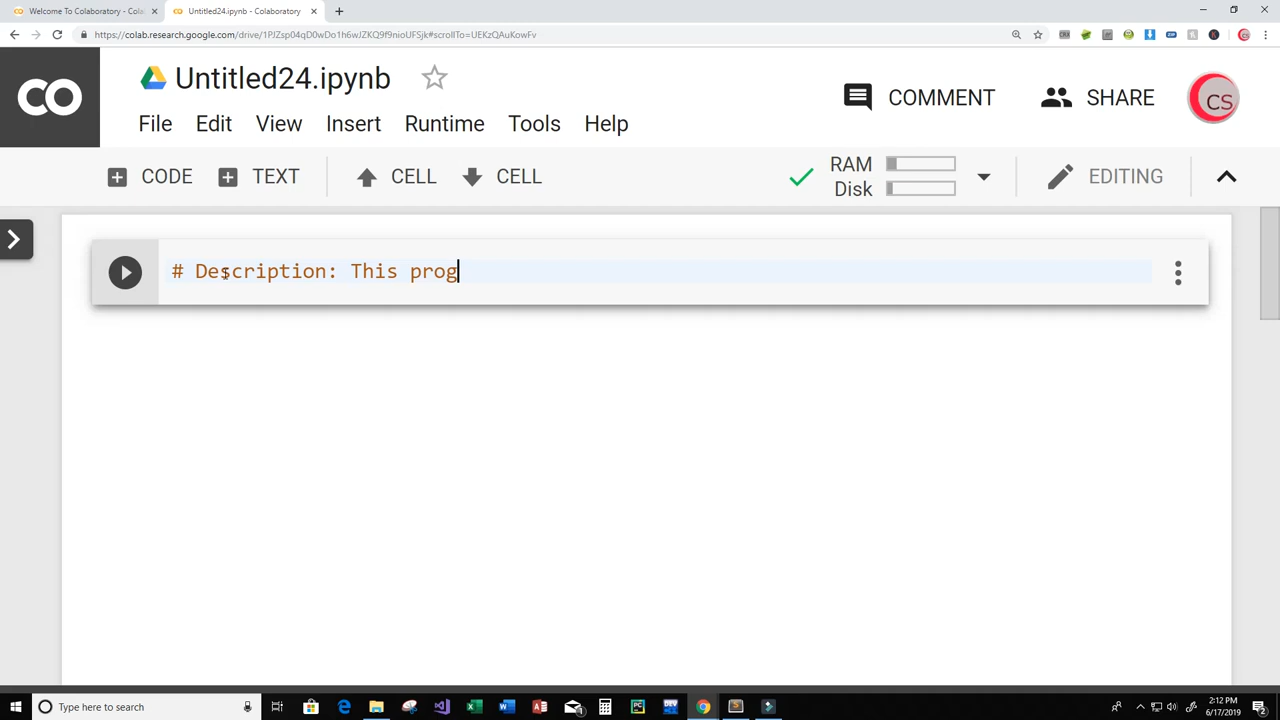 Welcome To Colaboratory - Cola
Untitled24.ipynb - Colaboratory
https://colab.research.google.com/drive/1PJZsp04qD0wDo1h6wJZKQ9f9nioUFSjk#scrollTo=UEKzQAuKowFv
CO
Untitled24.ipynb
COMMENT
SHARE
CS
File Edit View Insert Runtime Tools Help
CODE TEXT CELL CELL
RAM
Disk
EDITING
# Description: This prog
Type here to search
2:12 PM
6/17/2019